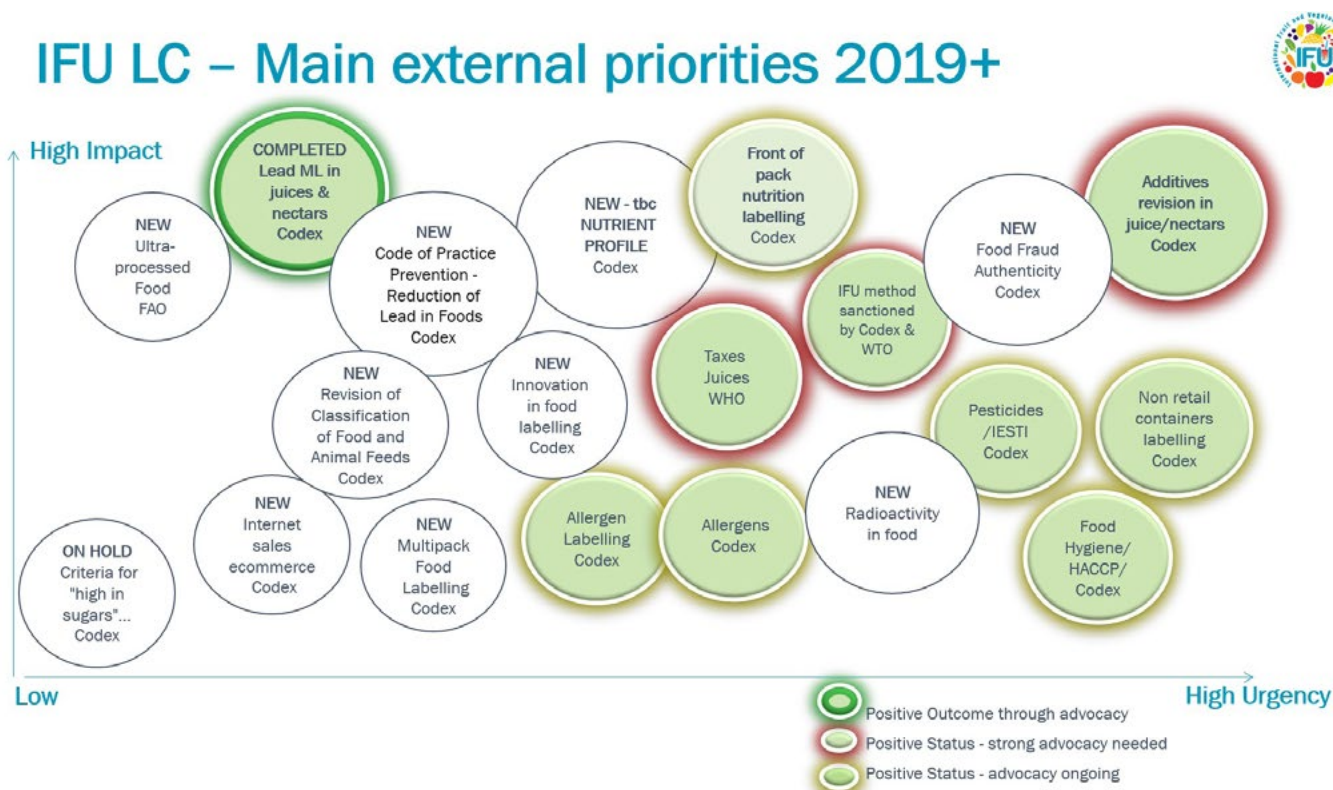 IFU LC – Main external priorities 2019+
International Fruit and Vegetable
IFU
High Impact
COMPLETED
Lead ML in
juices &
nectars
Codex
NEW
Ultra-
processed
Food
FAO
NEW
Code of Practice
Prevention -
Reduction of
Lead in Foods
Codex
NEW - tbc
NUTRIENT
PROFILE
Codex
Front of
pack
nutrition
labelling
Codex
NEW
Food Fraud
Authenticity
Codex
Additives
revision in
juice/nectars
Codex
IFU method
sanctioned
by Codex &
WTO
Taxes
Juices
WHO
NEW
Revision of
Classification
of Food and
Animal Feeds
Codex
NEW
Innovation
in food
labelling
Codex
Pesticides
/IESTI
Codex
Non retail
containers
labelling
Codex
NEW
Internet
sales
ecommerce
Codex
NEW
Multipack
Food
Labelling
Codex
Allergen
Labelling
Codex
Allergens
Codex
NEW
Radioactivity
in food
Food
Hygiene/
HACCP/
Codex
ON HOLD
Criteria for
"high in
sugars"...
Codex
Low
High Urgency
Positive Outcome through advocacy
Positive Status - strong advocacy needed
Positive Status - advocacy ongoing